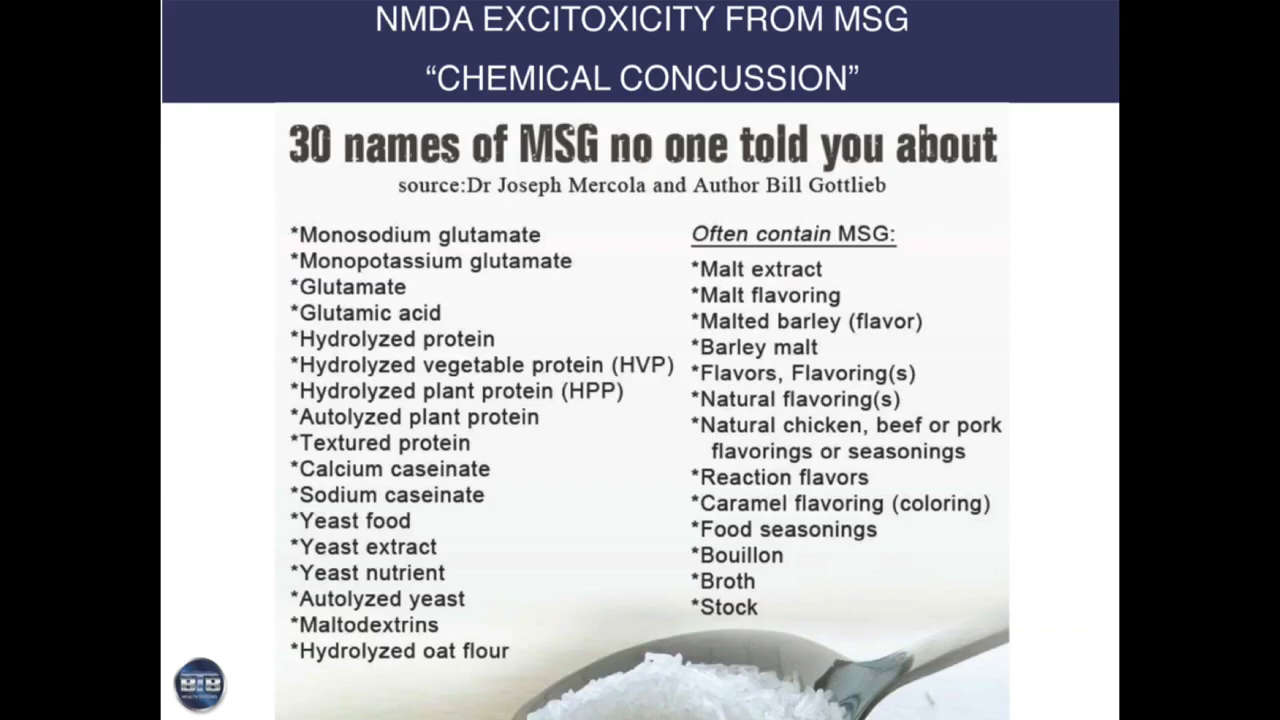 NMDA EXCITOXICITY FROM MSG
“CHEMICAL CONCUSSION”
30 names of MSG no one told you about
source:Dr Joseph Mercola and Author Bill Gottlieb
*Monosodium glutamate
*Monopotassium glutamate
*Glutamate
*Glutamic acid
*Hydrolyzed protein
*Hydrolyzed vegetable protein (HVP)
*Hydrolyzed plant protein (HPP)
*Autolyzed plant protein
*Textured protein
*Calcium caseinate
*Sodium caseinate
*Yeast food
*Yeast extract
*Yeast nutrient
*Autolyzed yeast
*Maltodextrins
*Hydrolyzed oat flour
Often contain MSG:
*Malt extract
*Malt flavoring
*Malted barley (flavor)
*Barley malt
*Flavors, Flavoring(s)
*Natural flavoring(s)
*Natural chicken, beef or pork
flavorings or seasonings
*Reaction flavors
*Caramel flavoring (coloring)
*Food seasonings
*Bouillon
*Broth
*Stock
BTB